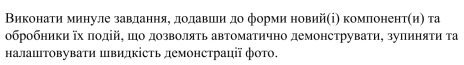 Виконати минуле завдання, додавши до форми новий(і) компонент(и) та
обробники їх подій, що дозволять автоматично демонструвати, зупиняти та
налаштовувати швидкість демонстрації фото.